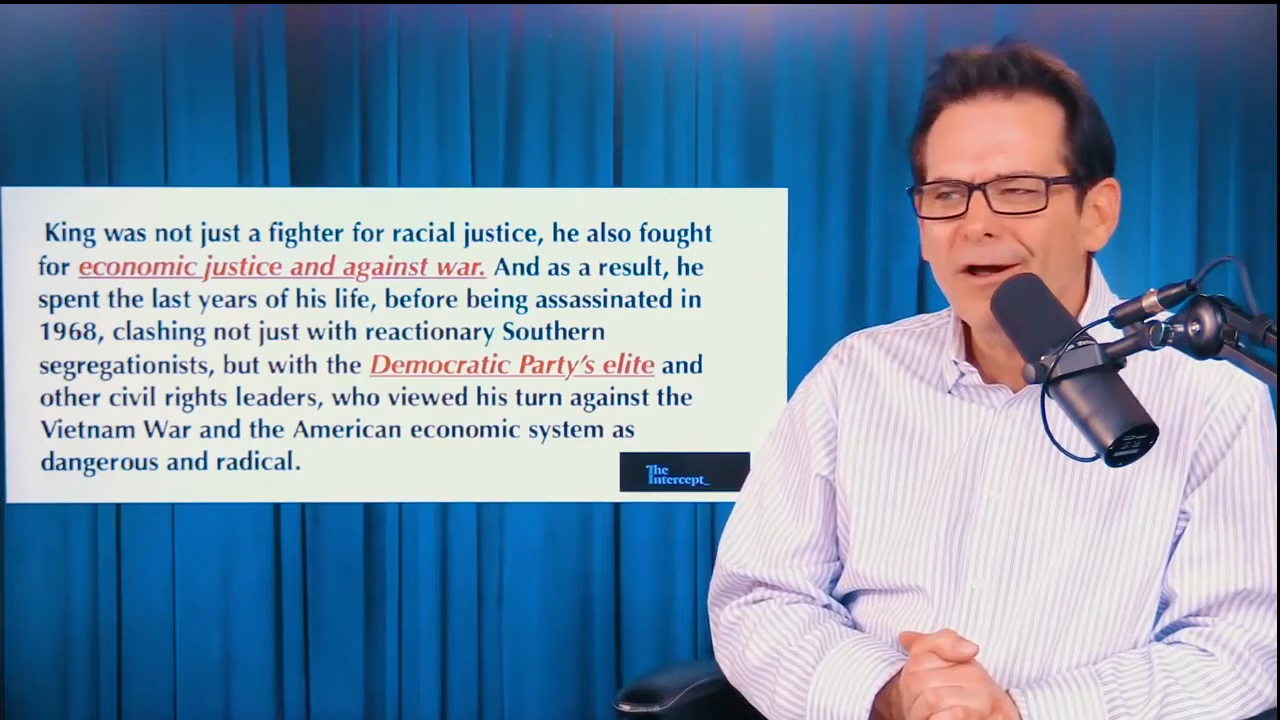 King was not just a fighter for racial justice, he also fought
for economic justice and against war. And as a result, he
spent the last years of his life, before being assassinated in
1968, clashing not just with reactionary Southern
segregationists, but with the Democratic Party's elite and
other civil rights leaders, who viewed his turn against the
Vietnam War and the American economic system as
dangerous and radical.
The
Intercept_